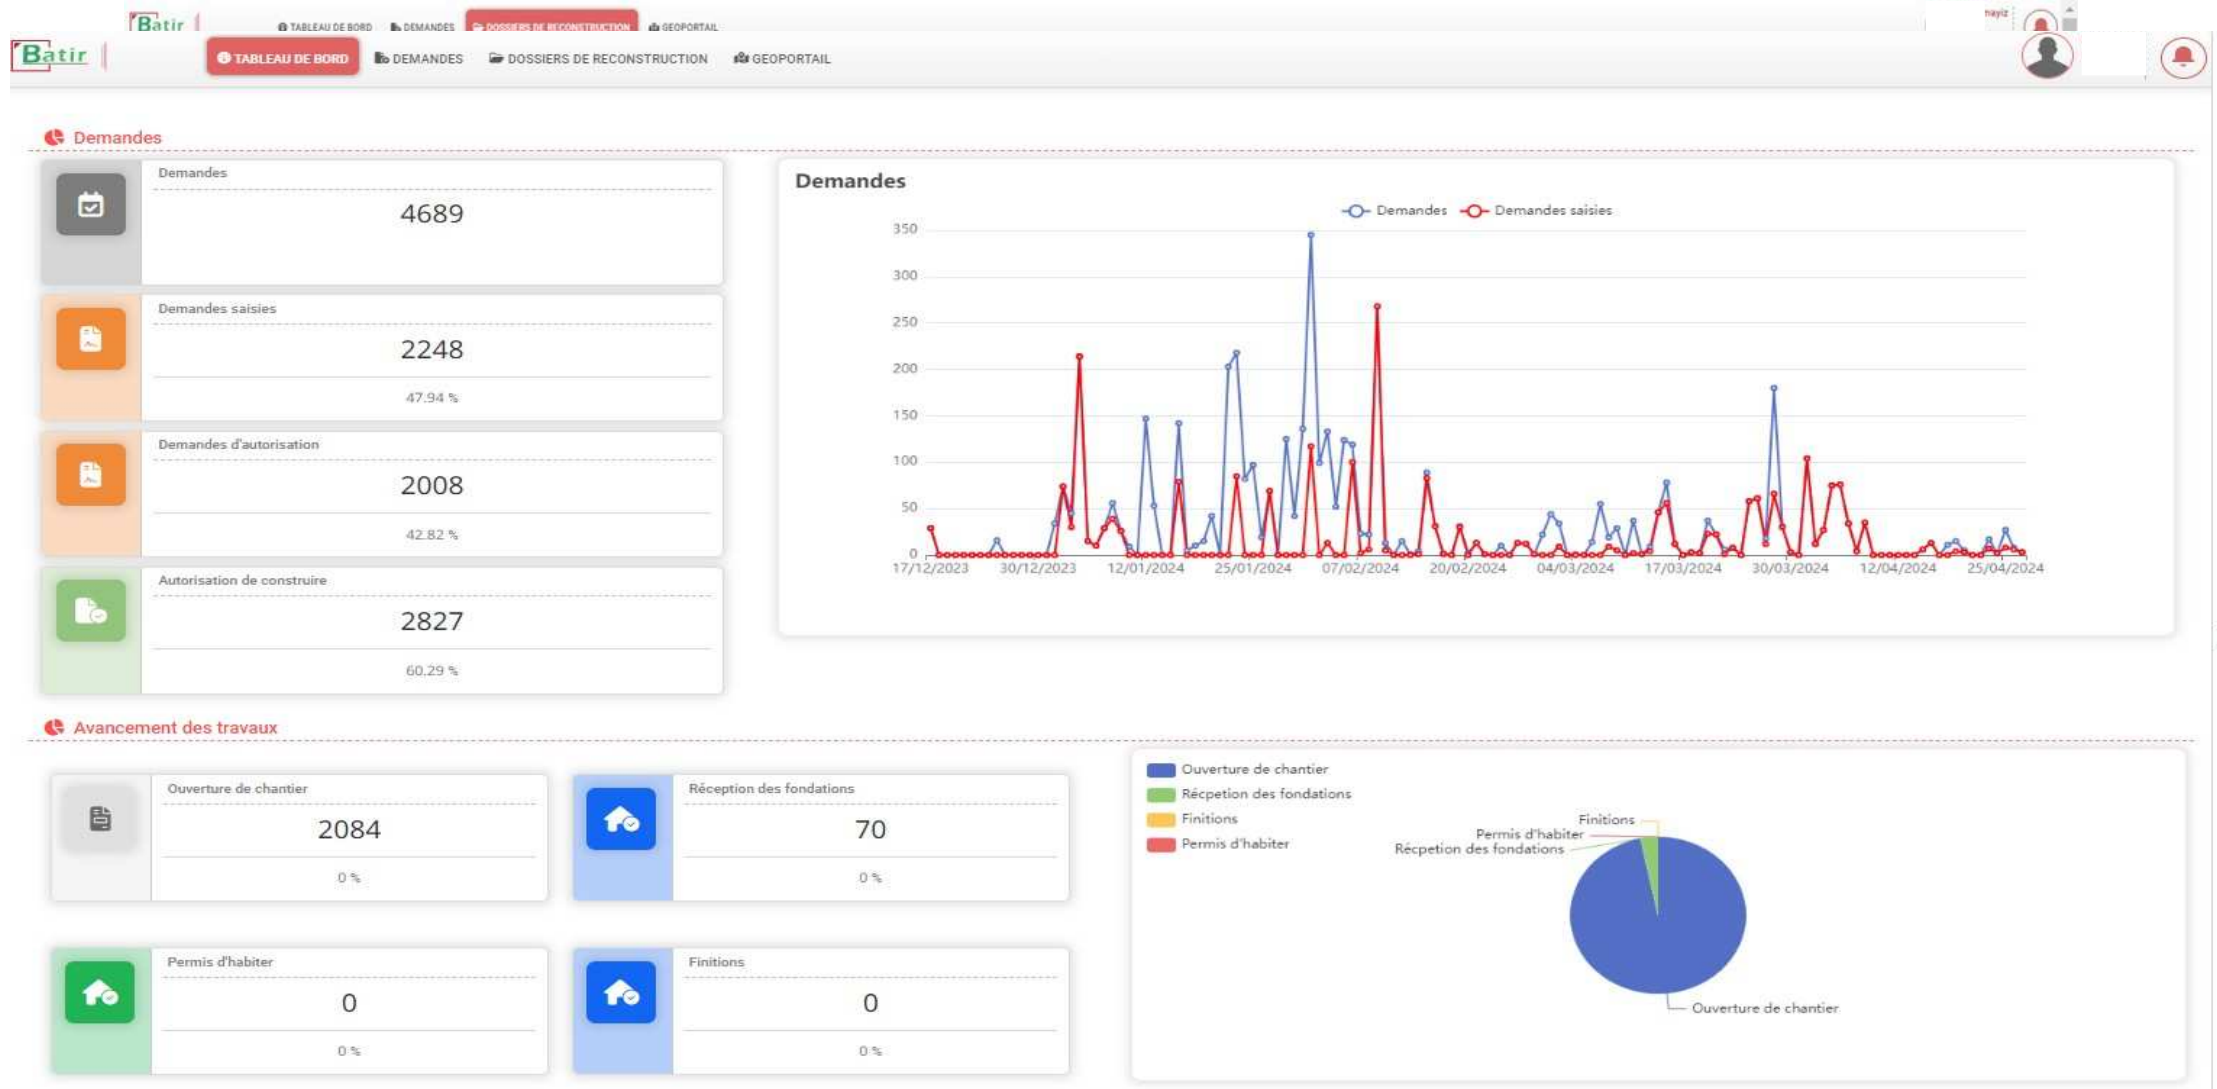 Batir
TABLEAU DE BORD
DEMANDES
DOSSIERS DE RECONSTRUCTION
GEOPORTAIL
nayiz
Batir
TABLEAU DE BORD
DEMANDES
DOSSIERS DE RECONSTRUCTION
GEOPORTAIL
Demandes
Demandes
4689
Demandes saisies
2248
47.94 %
Demandes d'autorisation
2008
42.82 %
Autorisation de construire
2827
60.29 %
Demandes
Demandes
Demandes saisies
350
300
250
200
150
100
50
0
17/12/2023
30/12/2023
12/01/2024
25/01/2024
07/02/2024
20/02/2024
04/03/2024
17/03/2024
30/03/2024
12/04/2024
25/04/2024
Avancement des travaux
Ouverture de chantier
2084
0 %
Réception des fondations
70
0 %
Permis d'habiter
0
0 %
Finitions
0
0 %
Ouverture de chantier
Récpetion des fondations
Finitions
Permis d'habiter
Finitions
Permis d'habiter
Récpetion des fondations
Ouverture de chantier